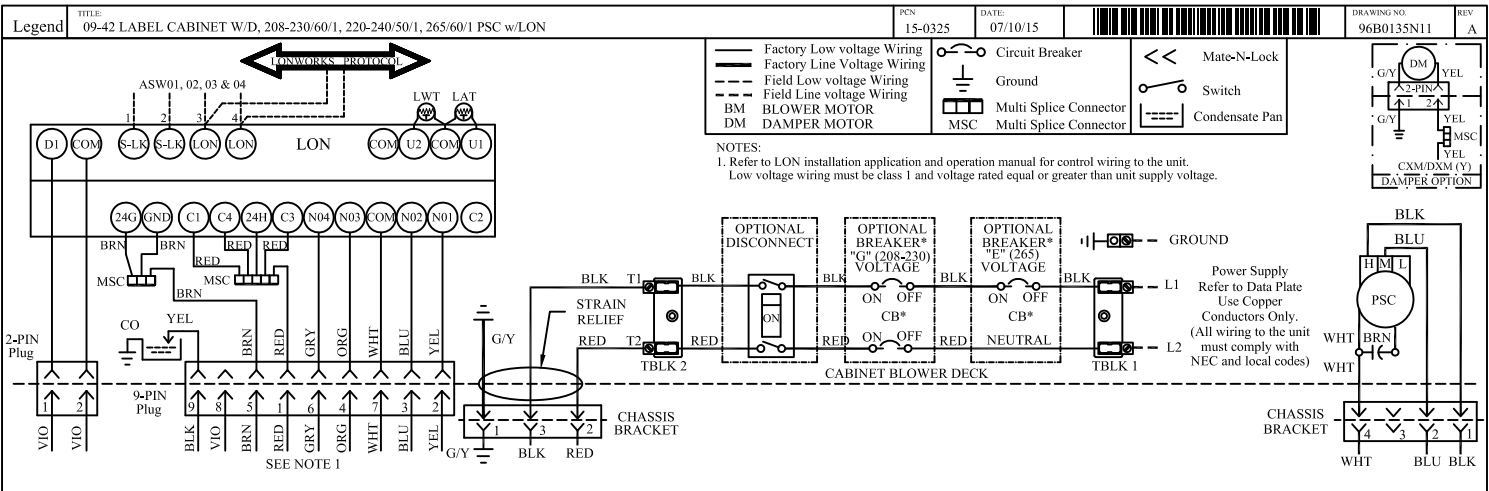 Legend
TITLE:
09-42 LABEL CABINET W/D, 208-230/60/1, 220-240/50/1, 265/60/1 PSC w/LON
PCN
15-0325
DATE:
07/10/15
DRAWING NO.
96B0135N11
REV
A
LONWORKS PROTOCOL
ASW01, 02, 03 & 04
1 2 3 4
LWT LAT
D1 COM S-LK S-LK LON LON LON COM U2 COM U1
24G GND C1 C4 24H C3 N04 N03 COM N02 N01 C2
BRN BRN RED RED RED
MSC MSC
BRN
CO YEL
BRN RED GRY ORG WHT BLU YEL
2-PIN
Plug
9-PIN
Plug
1 2
9 8 5 1 6 4 7 3 2
VIO VIO
BLK VIO BRN RED GRY ORG WHT BLU YEL
SEE NOTE 1
Factory Low voltage Wiring
Factory Line Voltage Wiring
Field Low voltage Wiring
Field Line voltage Wiring
BM BLOWER MOTOR
DM DAMPER MOTOR
Circuit Breaker
Ground
Multi Splice Connector
MSC Multi Splice Connector
Mate-N-Lock
Switch
Condensate Pan
NOTES:
1. Refer to LON installation application and operation manual for control wiring to the unit.
Low voltage wiring must be class 1 and voltage rated equal or greater than unit supply voltage.
DM
G/Y YEL
2-PIN
1 2
G/Y YEL
MSC
YEL
CXM/DXM (Y)
DAMPER OPTION
G/Y
BLK T1
STRAIN
RELIEF
RED T2
TBLK 2
BLK
RED
OPTIONAL
DISCONNECT
ON
BLK
RED
OPTIONAL
BREAKER*
"G" (208-230)
VOLTAGE
ON OFF
CB*
ON OFF
BLK
RED
OPTIONAL
BREAKER*
"E" (265)
VOLTAGE
ON OFF
CB*
NEUTRAL
BLK
TBLK 1
GROUND
L1
L2
Power Supply
Refer to Data Plate
Use Copper
Conductors Only.
(All wiring to the unit
must comply with
NEC and local codes)
CABINET BLOWER DECK
1 3 2
CHASSIS
BRACKET
G/Y BLK RED
BLK
BLU
H M L
PSC
WHT BRN
WHT
CHASSIS
BRACKET
4 3 2 1
WHT BLU BLK